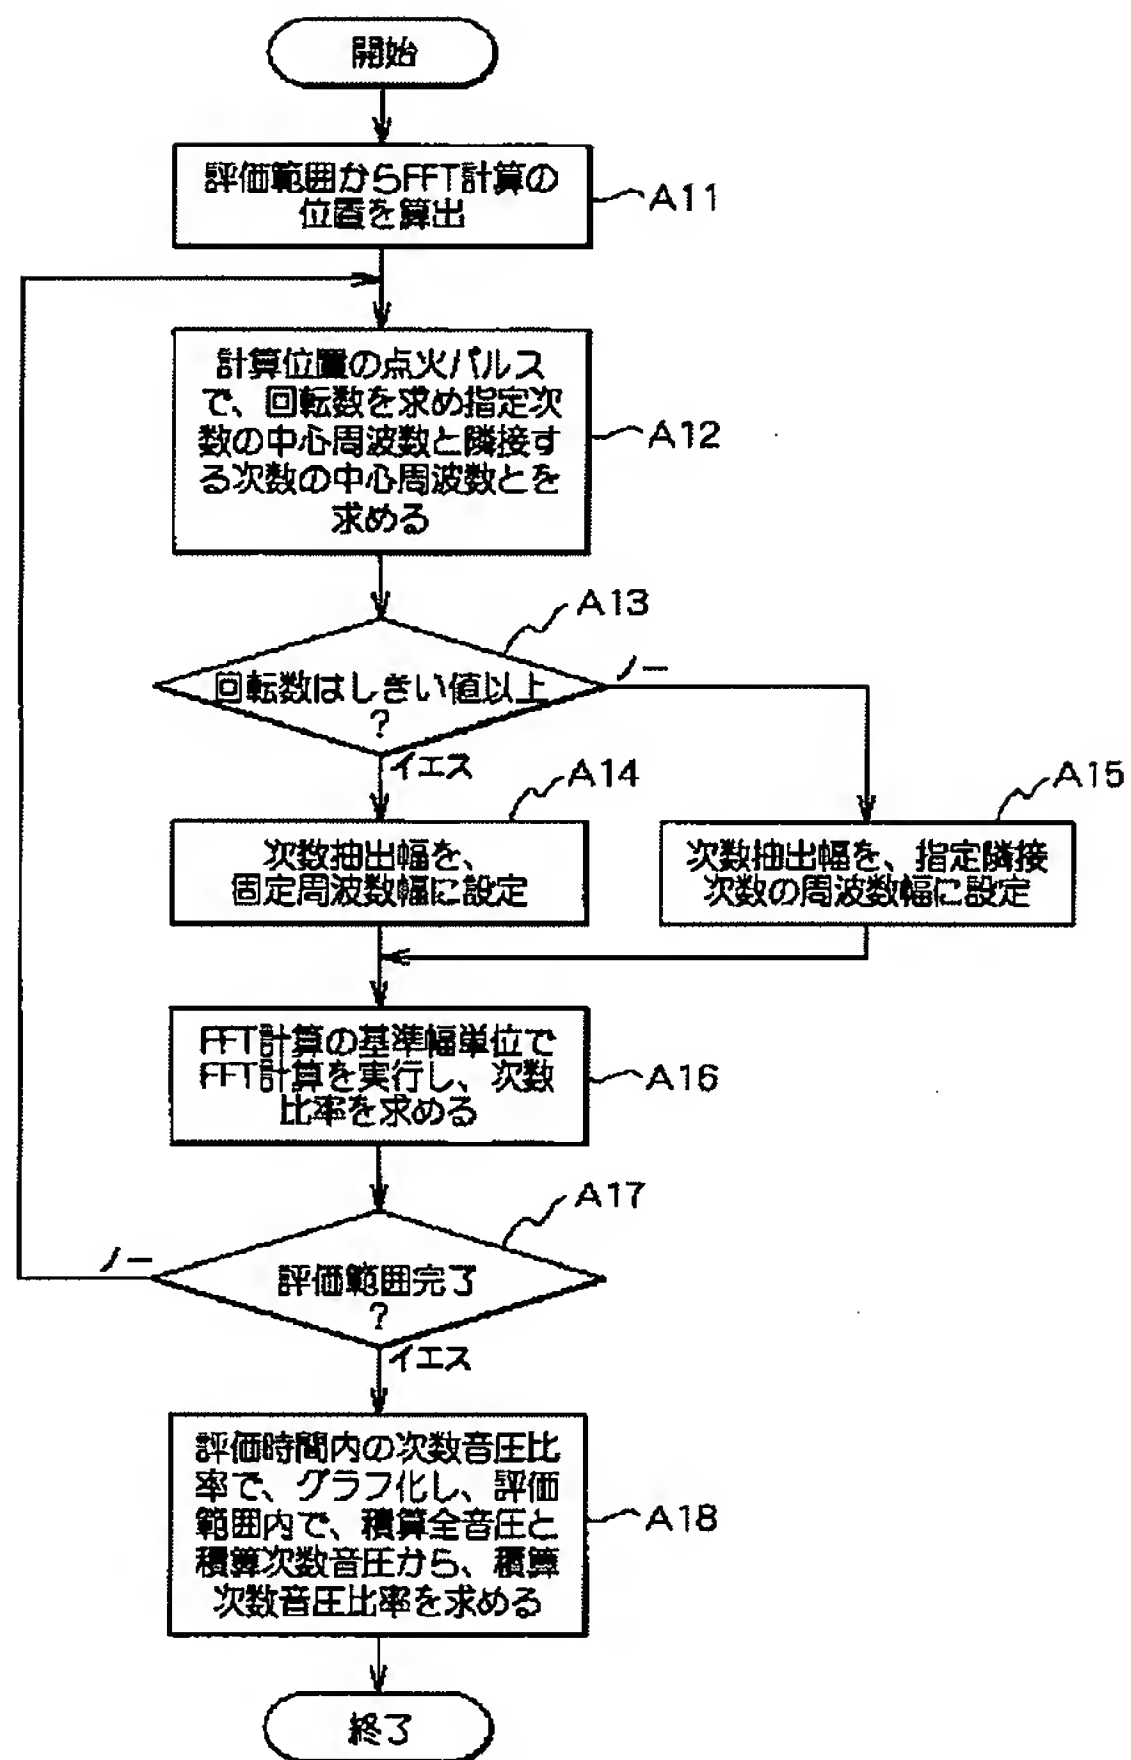 開始
評価範囲からFFT計算の
位置を算出
A11
計算位置の点火パルス
で、回転数を求め指定次
数の中心周波数と隣接す
る次数の中心周波数とを
求める
A12
A13
回転数はしきい値以上
?
ノー
イエス
A14
次数抽出幅を、
固定周波数幅に設定
A15
次数抽出幅を、指定隣接
次数の周波数幅に設定
FFT計算の基準幅単位で
FFT計算を実行し、次数
比率を求める
A16
A17
評価範囲完了
?
ノー
イエス
評価時間内の次数音圧比
率で、グラフ化し、評価
範囲内で、積算全音圧と
積算次数音圧から、積算
次数音圧比率を求める
A18
終了